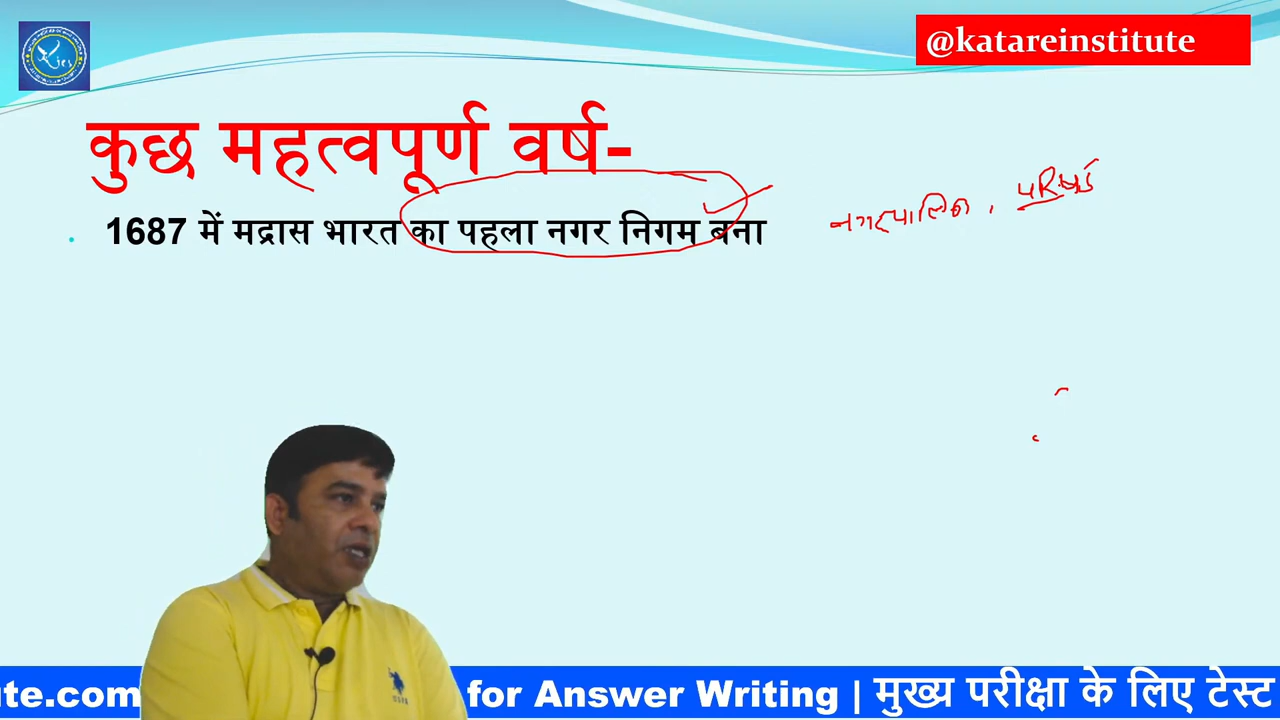 @katareinstitute
कुछ महत्वपूर्ण वर्ष-
1687 में मद्रास भारत का पहला नगर निगम बना
नगरपालिका, परिषद
ute.com
for Answer Writing | मुख्य परीक्षा के लिए टेस्ट
USPA